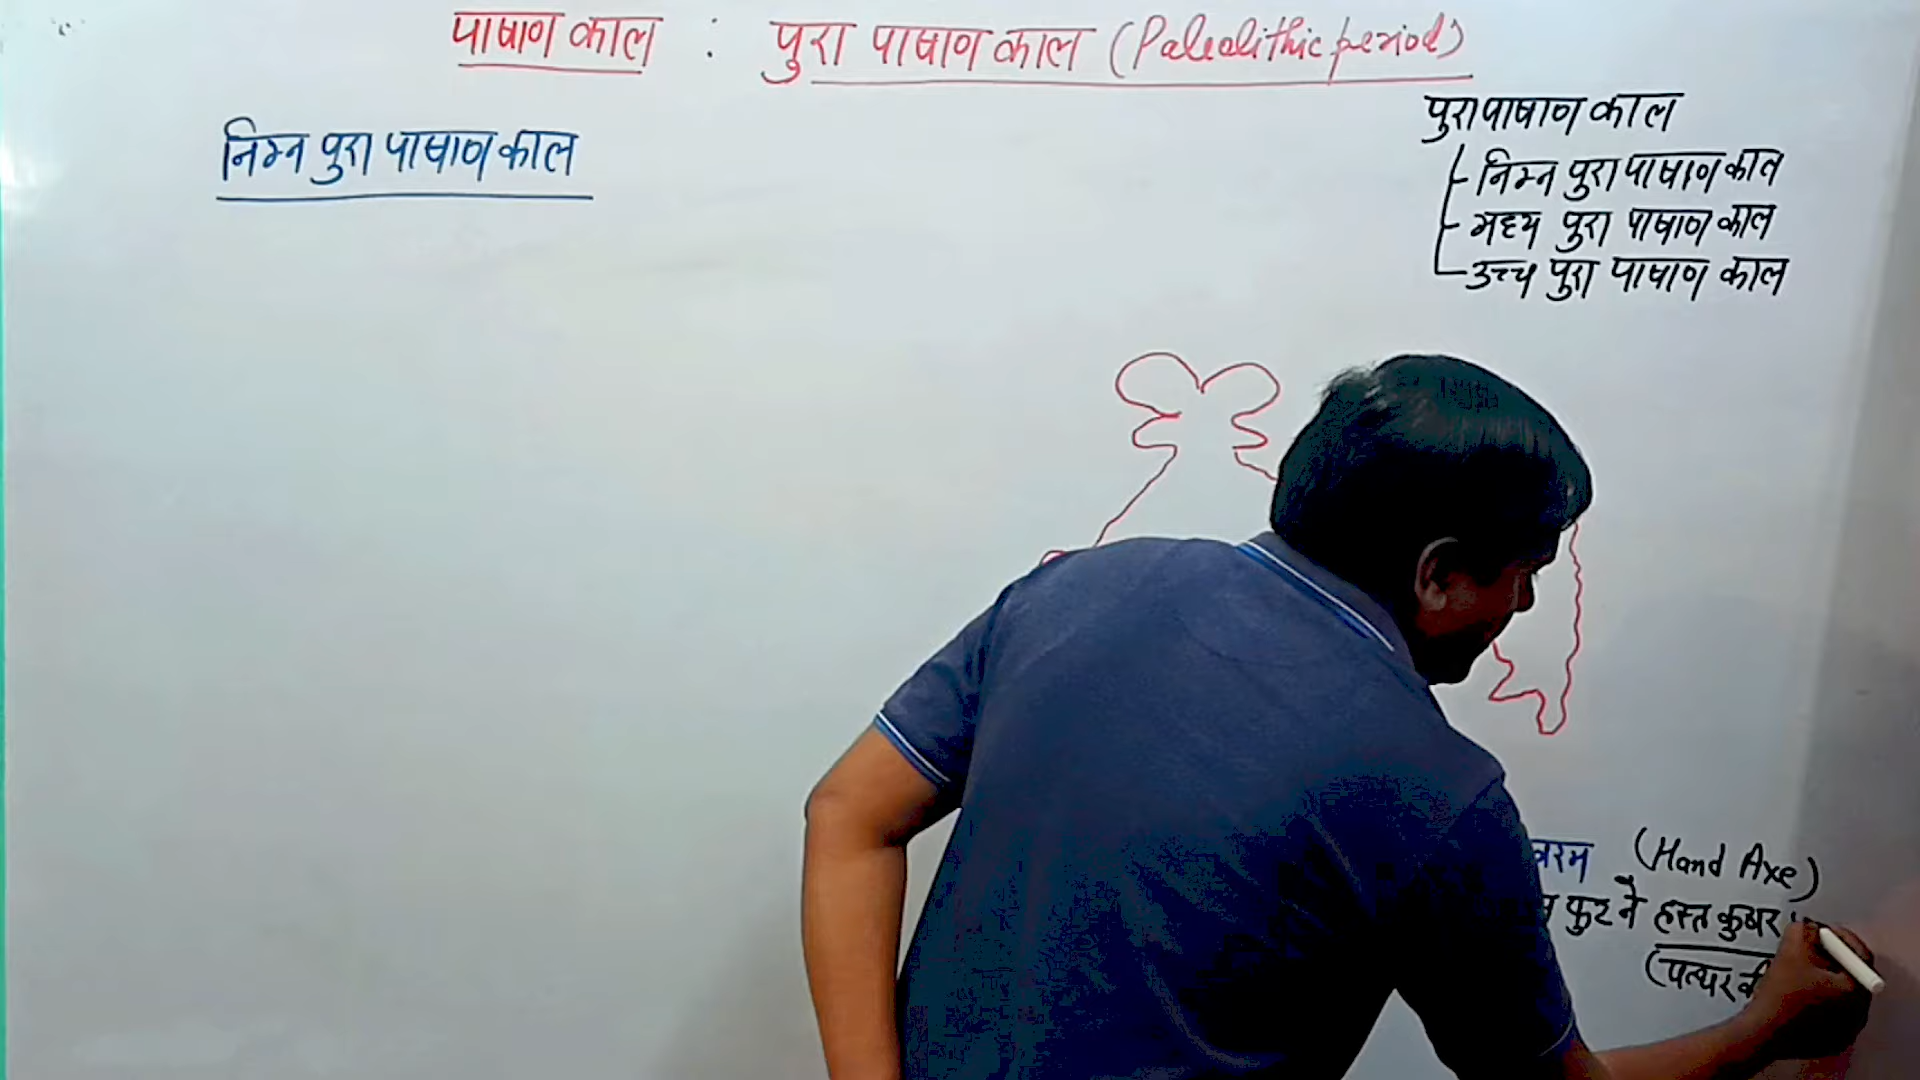 पाषाण काल : पुरा पाषाण काल (Paleolithic period)
निम्न पुरा पाषाण काल
पुरापाषाण काल
निम्न पुरा पाषाण काल
मध्य पुरा पाषाण काल
उच्च पुरा पाषाण काल
(Hand Axe)
फुट ने हस्त कुठार
(पत्थर की